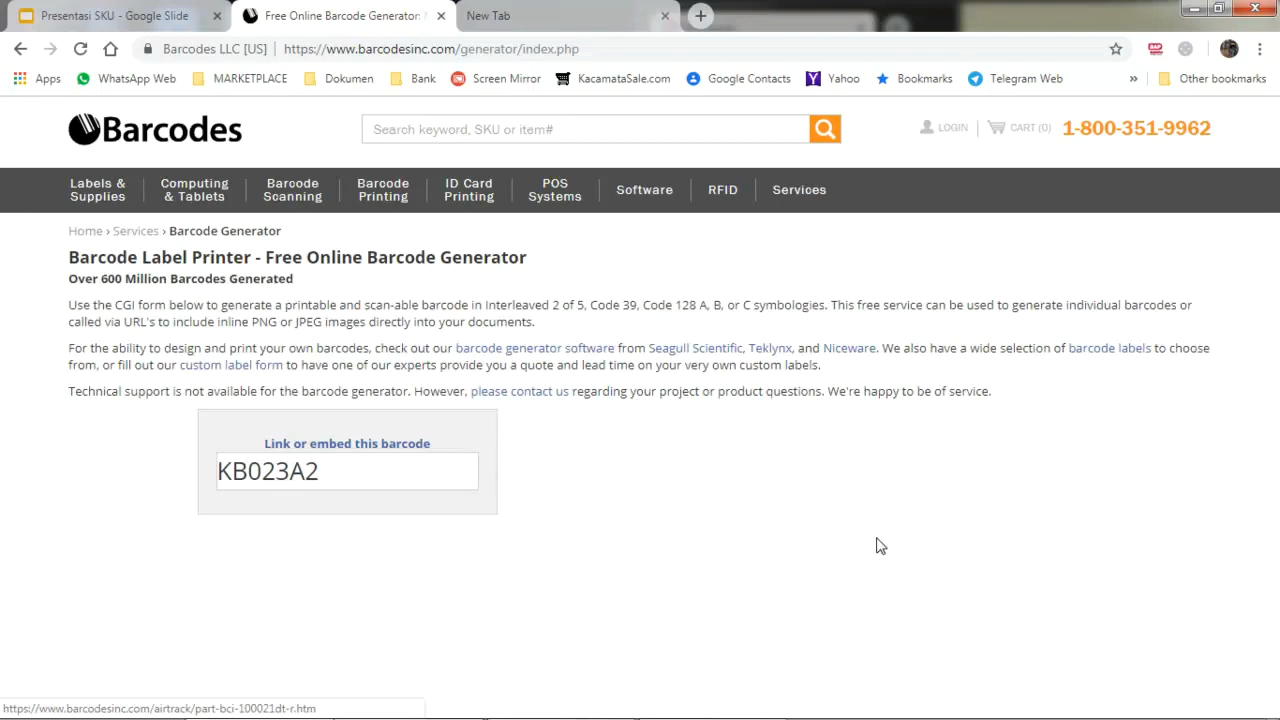 Presentasi SKU - Google Slide
Free Online Barcode Generator:
New Tab
Barcodes LLC [US] https://www.barcodesinc.com/generator/index.php
Apps WhatsApp Web MARKETPLACE Dokumen Bank Screen Mirror KacamataSale.com Google Contacts Yahoo Bookmarks Telegram Web » Other bookmarks
Barcodes
Search keyword, SKU or item#
LOGIN CART (0) 1-800-351-9962
Labels & Supplies
Computing & Tablets
Barcode Scanning
Barcode Printing
ID Card Printing
POS Systems
Software
RFID
Services
Home › Services › Barcode Generator
Barcode Label Printer - Free Online Barcode Generator
Over 600 Million Barcodes Generated
Use the CGI form below to generate a printable and scan-able barcode in Interleaved 2 of 5, Code 39, Code 128 A, B, or C symbologies. This free service can be used to generate individual barcodes or
called via URL's to include inline PNG or JPEG images directly into your documents.
For the ability to design and print your own barcodes, check out our barcode generator software from Seagull Scientific, Teklynx, and Niceware. We also have a wide selection of barcode labels to choose
from, or fill out our custom label form to have one of our experts provide you a quote and lead time on your very own custom labels.
Technical support is not available for the barcode generator. However, please contact us regarding your project or product questions. We're happy to be of service.
Link or embed this barcode
KB023A2
https://www.barcodesinc.com/airtrack/part-bci-100021dt-r.htm